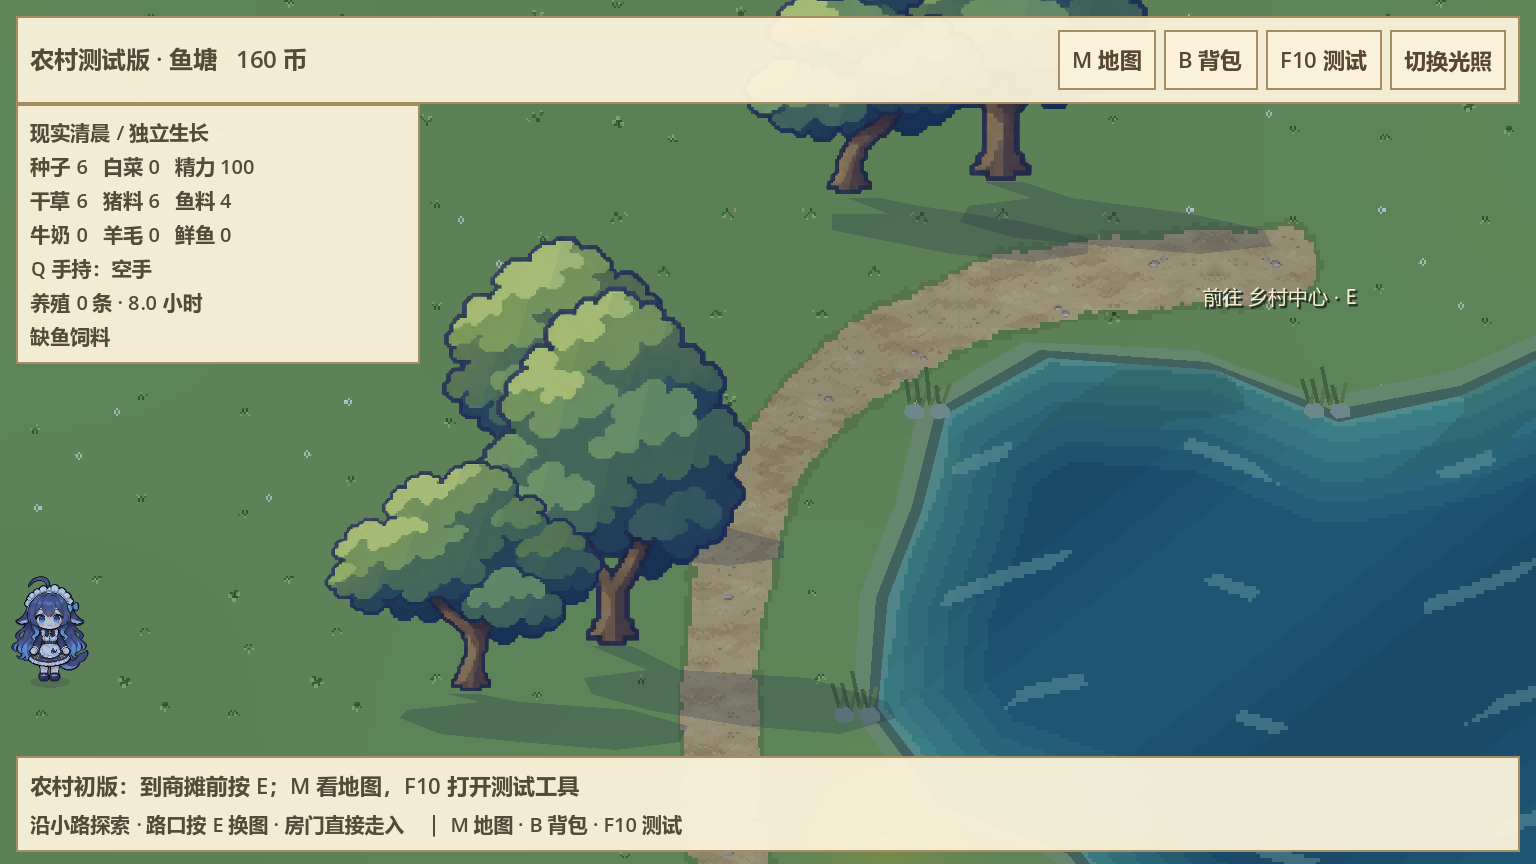 农村测试版 · 鱼塘 160 币
M 地图 B 背包 F10 测试 切换光照
现实清晨 / 独立生长
种子 6 白菜 0 精力 100
干草 6 猪料 6 鱼料 4
牛奶 0 羊毛 0 鲜鱼 0
Q 手持：空手
养殖 0 条 · 8.0 小时
缺鱼饲料
前往 乡村中心 · E
农村初版：到商摊前按 E；M 看地图，F10 打开测试工具
沿小路探索 · 路口按 E 换图 · 房门直接走入 ｜ M 地图 · B 背包 · F10 测试